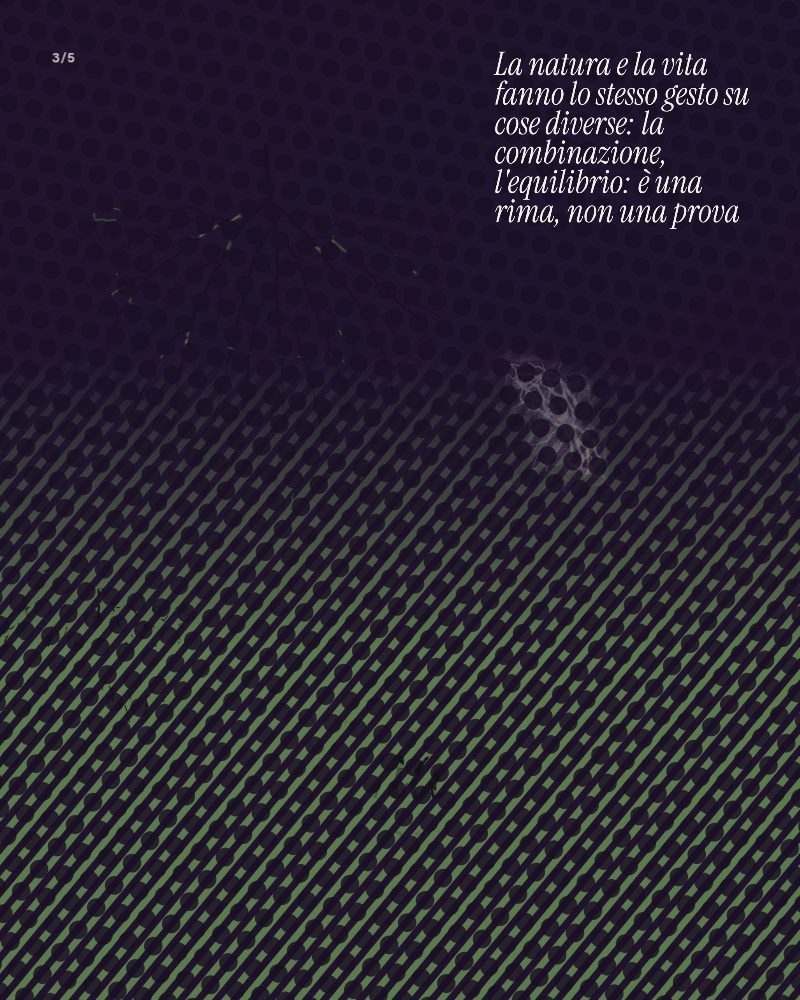 3/5
La natura e la vita
fanno lo stesso gesto su
cose diverse: la
combinazione,
l'equilibrio: è una
rima, non una prova